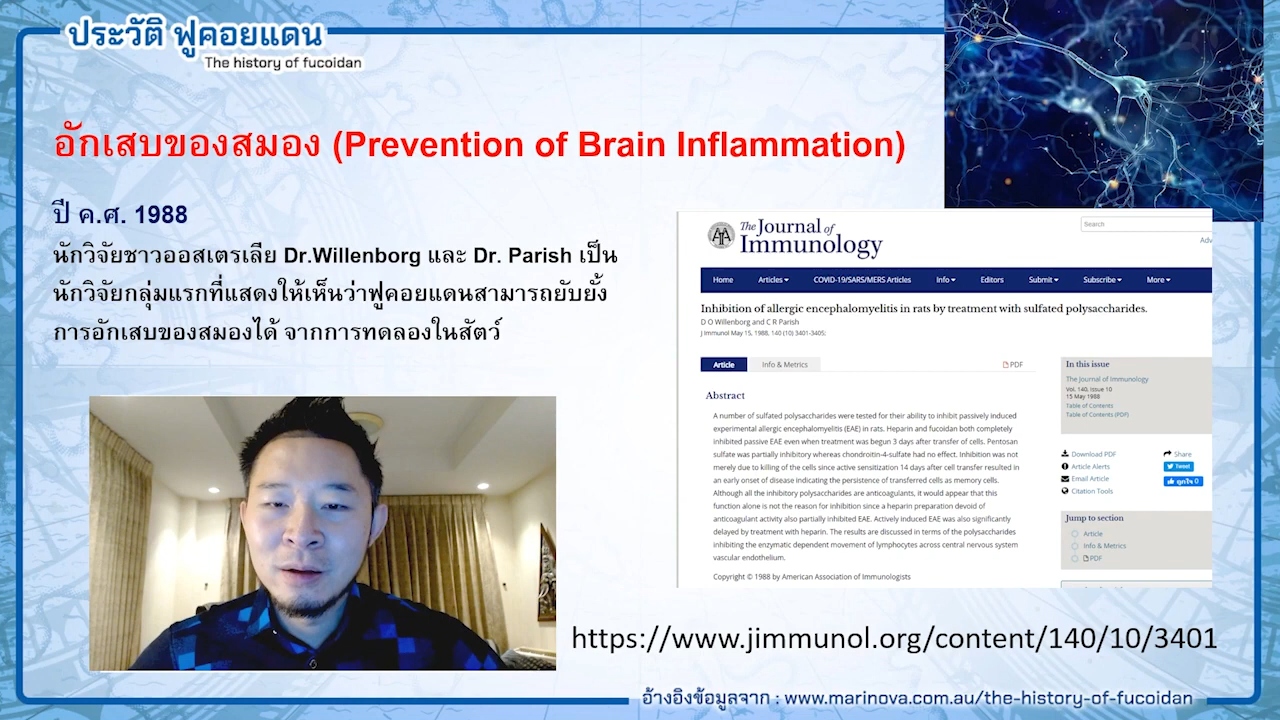 ประวัติ ฟูคอยแดน
The history of fucoidan
อักเสบของสมอง (Prevention of Brain Inflammation)
ปี ค.ศ. 1988
นักวิจัยชาวออสเตรเลีย Dr.Willenborg และ Dr. Parish เป็น
นักวิจัยกลุ่มแรกที่แสดงให้เห็นว่าฟูคอยแดนสามารถยับยั้ง
การอักเสบของสมองได้ จากการทดลองในสัตว์
The Journal of
Immunology
Search
Adv
Home Articles COVID-19/SARS/MERS Articles Info Editors Submit Subscribe More
Inhibition of allergic encephalomyelitis in rats by treatment with sulfated polysaccharides.
D O Willenborg and C R Parish
J Immunol May 15, 1988, 140 (10) 3401-3405;
Article Info & Metrics PDF
Abstract
A number of sulfated polysaccharides were tested for their ability to inhibit passively induced
experimental allergic encephalomyelitis (EAE) in rats. Heparin and fucoidan both completely
inhibited passive EAE even when treatment was begun 3 days after transfer of cells. Pentosan
sulfate was partially inhibitory whereas chondroitin-4-sulfate had no effect. Inhibition was not
merely due to killing of the cells since active sensitization 14 days after cell transfer resulted in
an early onset of disease indicating the persistence of transferred cells as memory cells.
Although all the inhibitory polysaccharides are anticoagulants, it would appear that this
function alone is not the reason for inhibition since a heparin preparation devoid of
anticoagulant activity also partially inhibited EAE. Actively induced EAE was also significantly
delayed by treatment with heparin. The results are discussed in terms of the polysaccharides
inhibiting the enzymatic dependent movement of lymphocytes across central nervous system
vascular endothelium.
Copyright © 1988 by American Association of Immunologists
In this issue
The Journal of Immunology
Vol. 140, Issue 10
15 May 1988
Table of Contents
Table of Contents (PDF)
Download PDF
Article Alerts
Email Article
Citation Tools
Share
Tweet
ถูกใจ 0
Jump to section
Article
Info & Metrics
PDF
https://www.jimmunol.org/content/140/10/3401
อ้างอิงข้อมูลจาก : www.marinova.com.au/the-history-of-fucoidan